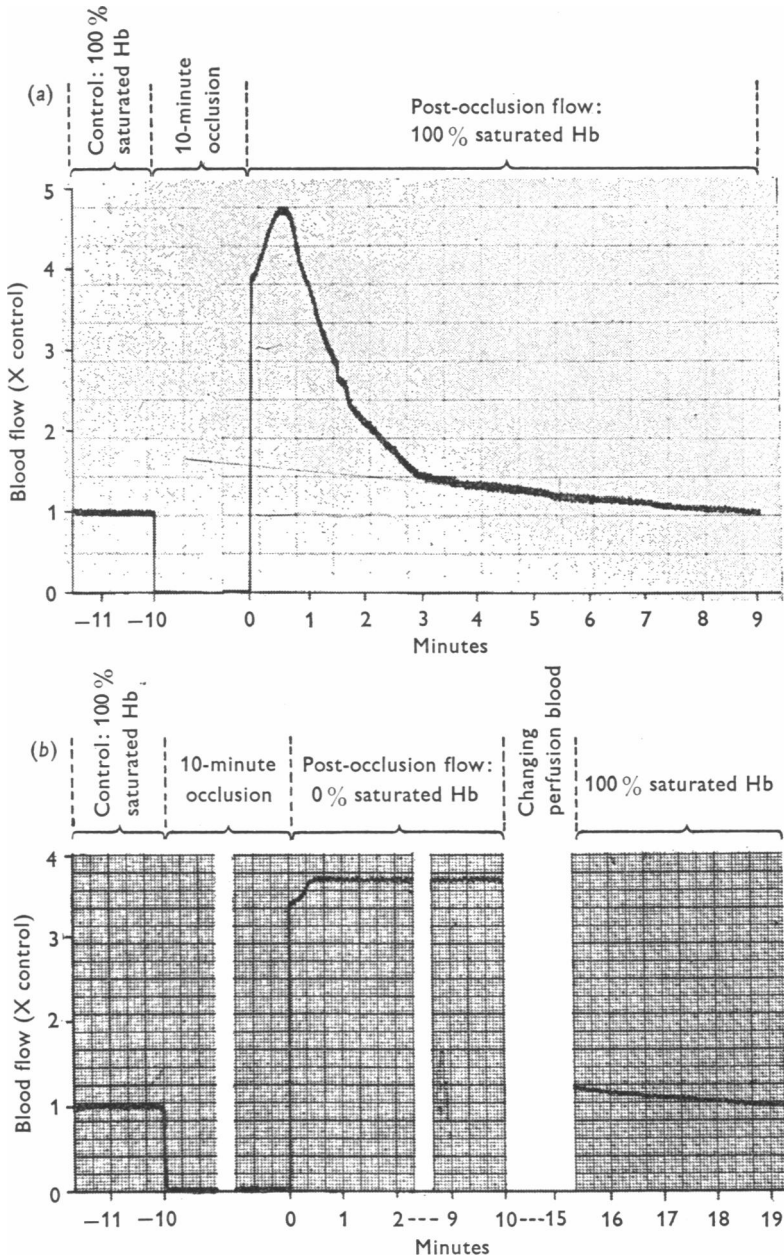 (a)
Control: 100 %
saturated Hb
10-minute
occlusion
Post-occlusion flow:
100 % saturated Hb
Blood flow (X control)
5
4
3
2
1
0
−11 −10 0 1 2 3 4 5 6 7 8 9
Minutes
(b)
Control: 100 %
saturated Hb
10-minute
occlusion
Post-occlusion flow:
0 % saturated Hb
Changing
perfusion blood
100 % saturated Hb
Blood flow (X control)
4
3
2
1
0
−11 −10 0 1 2 --- 9 10 --- 15 16 17 18 19
Minutes